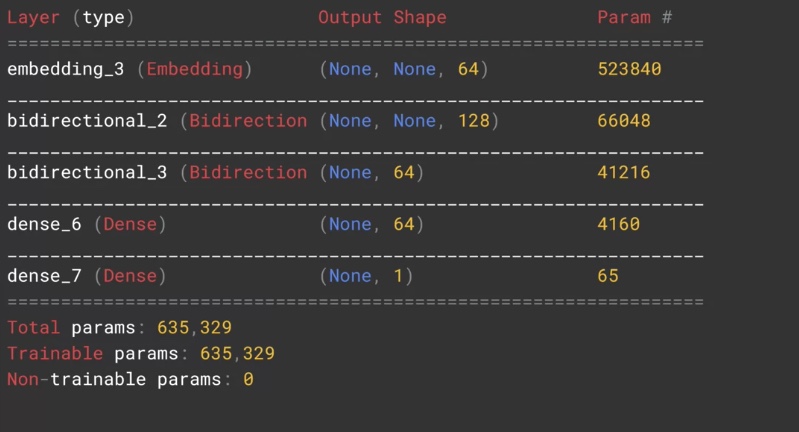 Layer (type) Output Shape Param #
=================================================================
embedding_3 (Embedding) (None, None, 64) 523840
_________________________________________________________________
bidirectional_2 (Bidirection (None, None, 128) 66048
_________________________________________________________________
bidirectional_3 (Bidirection (None, 64) 41216
_________________________________________________________________
dense_6 (Dense) (None, 64) 4160
_________________________________________________________________
dense_7 (Dense) (None, 1) 65
=================================================================
Total params: 635,329
Trainable params: 635,329
Non-trainable params: 0